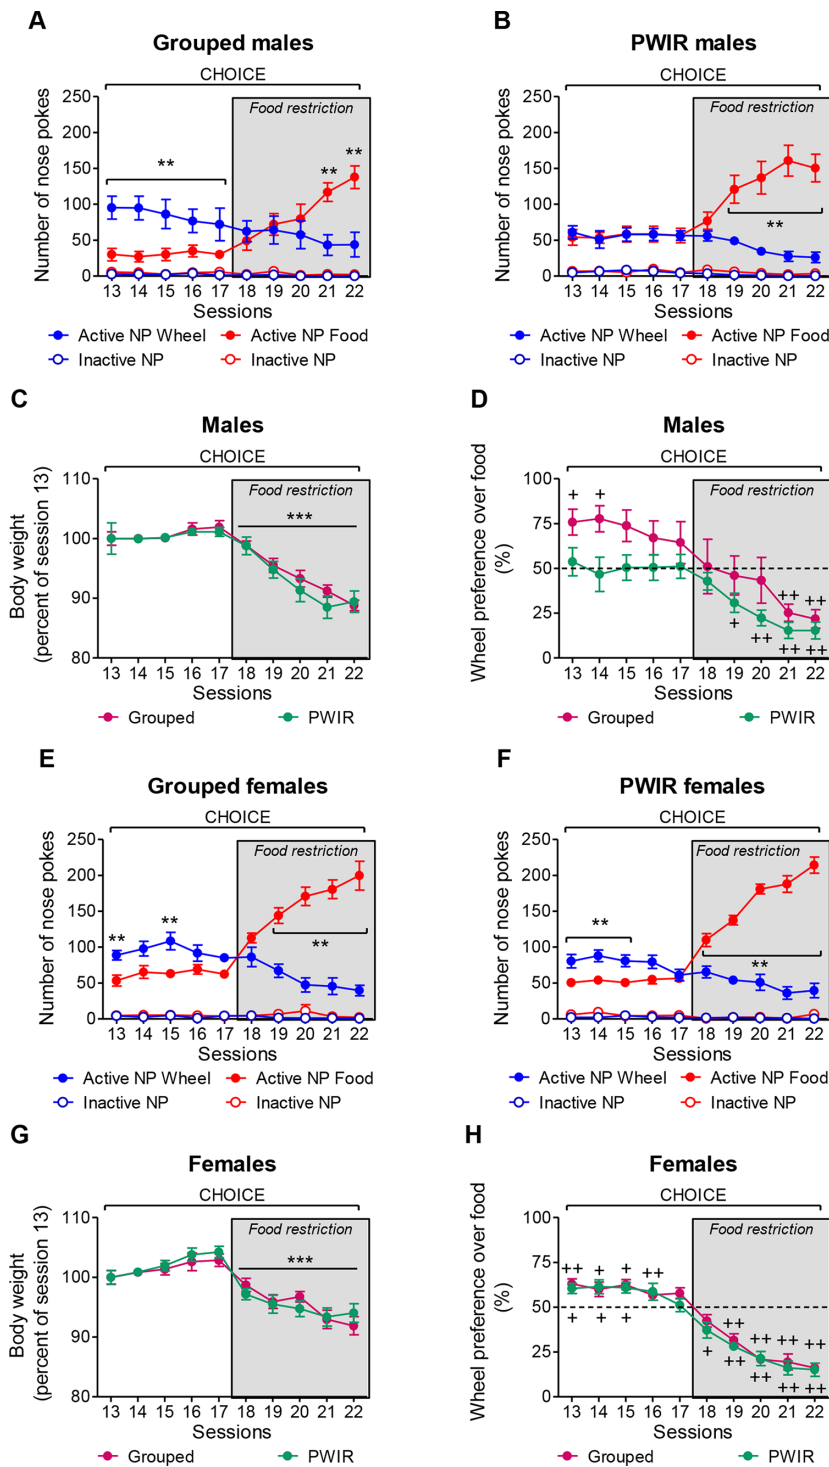 A
Grouped males
CHOICE
Food restriction
Number of nose pokes
250
200
150
100
50
0
**
**
**
13 14 15 16 17 18 19 20 21 22
Sessions
Active NP Wheel Active NP Food
Inactive NP Inactive NP
B
PWIR males
CHOICE
Food restriction
Number of nose pokes
250
200
150
100
50
0
**
13 14 15 16 17 18 19 20 21 22
Sessions
Active NP Wheel Active NP Food
Inactive NP Inactive NP
C
Males
CHOICE
Food restriction
Body weight
(percent of session 13)
110
100
90
80
***
13 14 15 16 17 18 19 20 21 22
Sessions
Grouped PWIR
D
Males
CHOICE
Food restriction
Wheel preference over food
(%)
100
75
50
25
0
+ +
++ ++
+ ++ ++ ++
13 14 15 16 17 18 19 20 21 22
Sessions
Grouped PWIR
E
Grouped females
CHOICE
Food restriction
Number of nose pokes
250
200
150
100
50
0
** **
**
13 14 15 16 17 18 19 20 21 22
Sessions
Active NP Wheel Active NP Food
Inactive NP Inactive NP
F
PWIR females
CHOICE
Food restriction
Number of nose pokes
250
200
150
100
50
0
**
**
13 14 15 16 17 18 19 20 21 22
Sessions
Active NP Wheel Active NP Food
Inactive NP Inactive NP
G
Females
CHOICE
Food restriction
Body weight
(percent of session 13)
110
100
90
80
***
13 14 15 16 17 18 19 20 21 22
Sessions
Grouped PWIR
H
Females
CHOICE
Food restriction
Wheel preference over food
(%)
100
75
50
25
0
++ + + ++
++ ++ ++ ++
+ + +
+ ++ ++ ++ ++
13 14 15 16 17 18 19 20 21 22
Sessions
Grouped PWIR